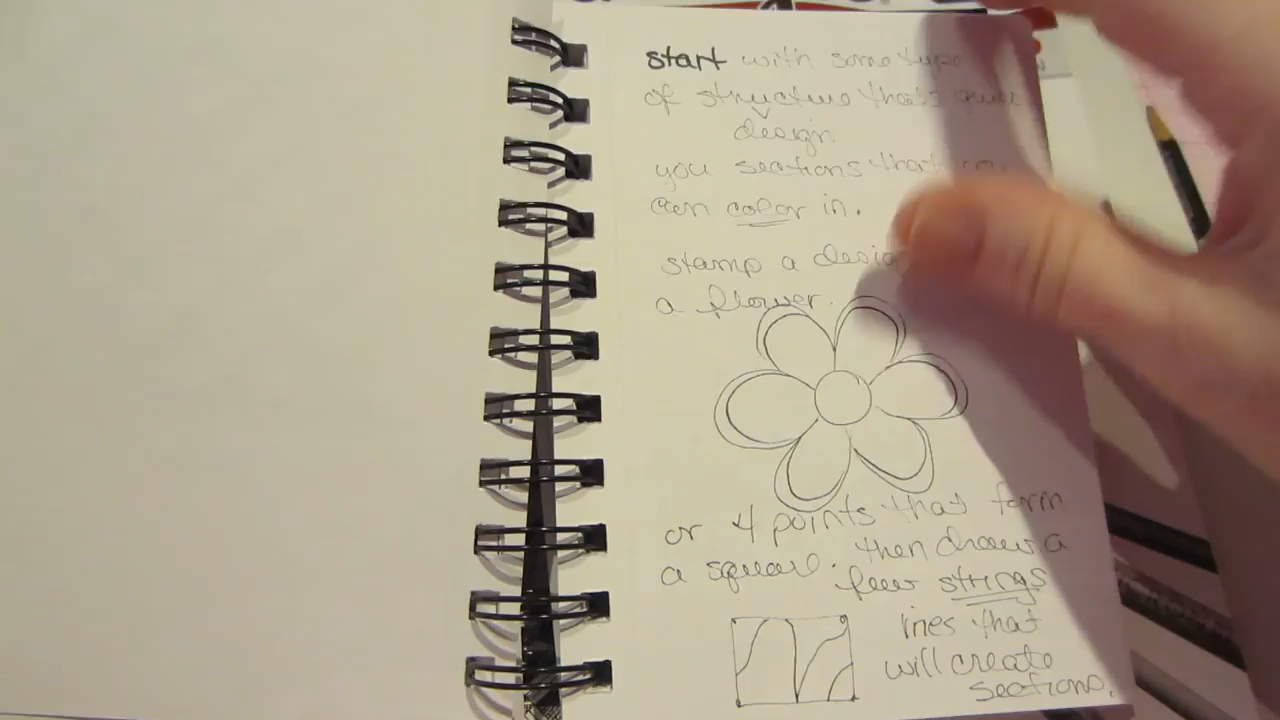 start with some type
of structure that's
design
you sections that
can color in.
stamp a
a flower.
or 4 points that form
a square. then draw a
few strings
lines that
will create
sections.